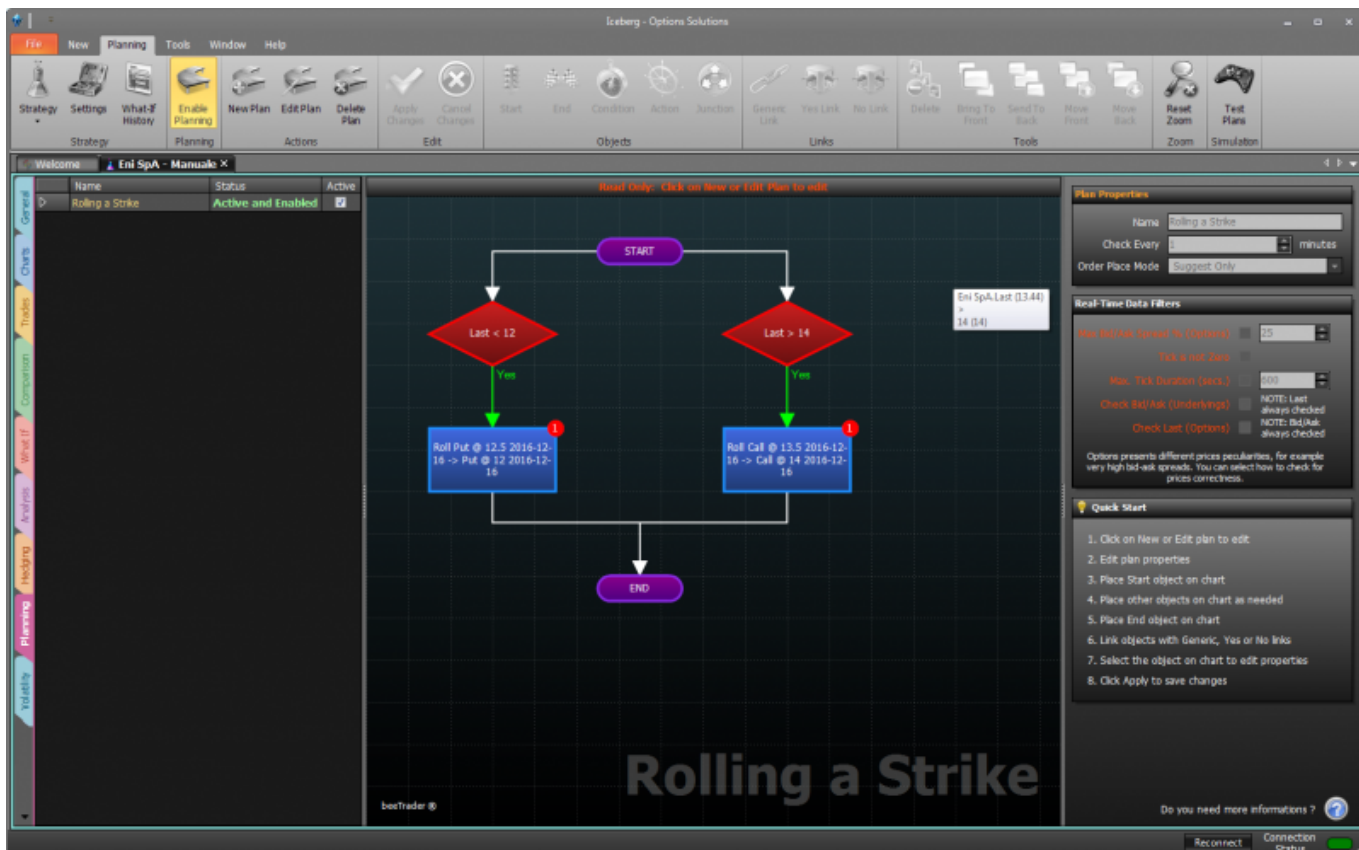 Iceberg - Options Solutions
File New Planning Tools Window Help
Strategy Settings What-If History Enable Planning New Plan Edit Plan Delete Plan Apply Changes Cancel Changes Start End Condition Action Junction Generic Link Yes Link No Link Delete Bring To Front Send To Back Move Front Move Back Reset Zoom Test Plans
Strategy Planning Actions Edit Objects Links Tools Zoom Simulation
Welcome Eni SpA - Manuale
General
Charts
Trades
Comparison
What If
Analysis
Hedging
Planning
Volatility
Name Status Active
Rolling a Strike Active and Enabled
Read Only: Click on New or Edit Plan to edit
START
Last < 12
Last > 14
Yes
Yes
1
1
Roll Put @ 12.5 2016-12-
16 -> Put @ 12 2016-12-
16
Roll Call @ 13.5 2016-12-
16 -> Call @ 14 2016-12-
16
END
Eni SpA.Last (13.44)
>
14 (14)
Rolling a Strike
beeTrader ®
Plan Properties
Name Rolling a Strike
Check Every 1 minutes
Order Place Mode Suggest Only
Real-Time Data Filters
Max Bid/Ask Spread % (Options) 25
Tick is not Zero
Max. Tick Duration (secs.) 600
Check Bid/Ask (Underlyings) NOTE: Last
always checked
Check Last (Options) NOTE: Bid/Ask
always checked
Options presents different prices peculiarities, for example
very high bid-ask spreads. You can select how to check for
prices correctness.
Quick Start
1. Click on New or Edit plan to edit
2. Edit plan properties
3. Place Start object on chart
4. Place other objects on chart as needed
5. Place End object on chart
6. Link objects with Generic, Yes or No links
7. Select the object on chart to edit properties
8. Click Apply to save changes
Do you need more informations ?
Reconnect Connection
Status